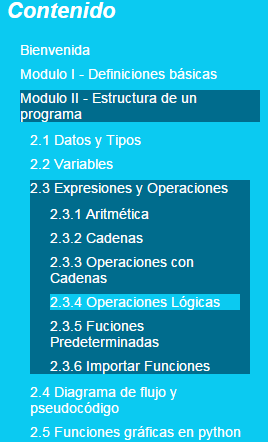 Contenido
Bienvenida
Modulo I - Definiciones básicas
Modulo II - Estructura de un
programa
2.1 Datos y Tipos
2.2 Variables
2.3 Expresiones y Operaciones
2.3.1 Aritmética
2.3.2 Cadenas
2.3.3 Operaciones con
Cadenas
2.3.4 Operaciones Lógicas
2.3.5 Fuciones
Predeterminadas
2.3.6 Importar Funciones
2.4 Diagrama de flujo y
pseudocódigo
2.5 Funciones gráficas en python